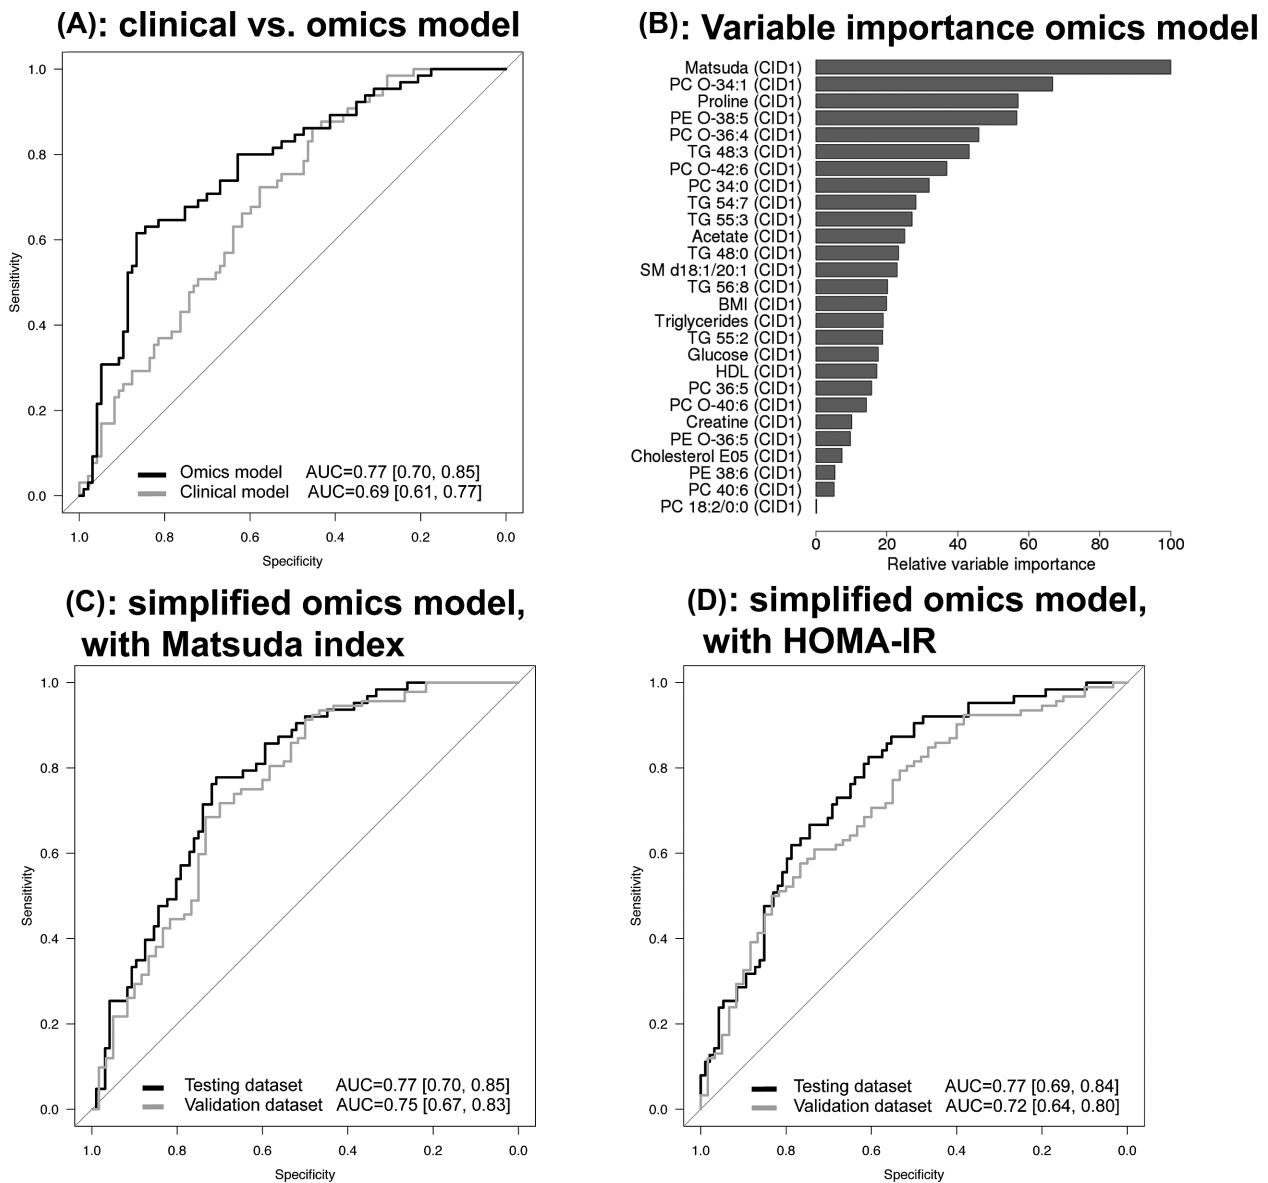 (A): clinical vs. omics model
1.0
0.8
0.6
0.4
0.2
0.0
Sensitivity
Omics model AUC=0.77 [0.70, 0.85]
Clinical model AUC=0.69 [0.61, 0.77]
1.0 0.8 0.6 0.4 0.2 0.0
Specificity
(B): Variable importance omics model
Matsuda (CID1)
PC O-34:1 (CID1)
Proline (CID1)
PE O-38:5 (CID1)
PC O-36:4 (CID1)
TG 48:3 (CID1)
PC O-42:6 (CID1)
PC 34:0 (CID1)
TG 54:7 (CID1)
TG 55:3 (CID1)
Acetate (CID1)
TG 48:0 (CID1)
SM d18:1/20:1 (CID1)
TG 56:8 (CID1)
BMI (CID1)
Triglycerides (CID1)
TG 55:2 (CID1)
Glucose (CID1)
HDL (CID1)
PC 36:5 (CID1)
PC O-40:6 (CID1)
Creatine (CID1)
PE O-36:5 (CID1)
Cholesterol E05 (CID1)
PE 38:6 (CID1)
PC 40:6 (CID1)
PC 18:2/0:0 (CID1)
0 20 40 60 80 100
Relative variable importance
(C): simplified omics model,
with Matsuda index
1.0
0.8
0.6
0.4
0.2
0.0
Sensitivity
Testing dataset AUC=0.77 [0.70, 0.85]
Validation dataset AUC=0.75 [0.67, 0.83]
1.0 0.8 0.6 0.4 0.2 0.0
Specificity
(D): simplified omics model,
with HOMA-IR
1.0
0.8
0.6
0.4
0.2
0.0
Sensitivity
Testing dataset AUC=0.77 [0.69, 0.84]
Validation dataset AUC=0.72 [0.64, 0.80]
1.0 0.8 0.6 0.4 0.2 0.0
Specificity